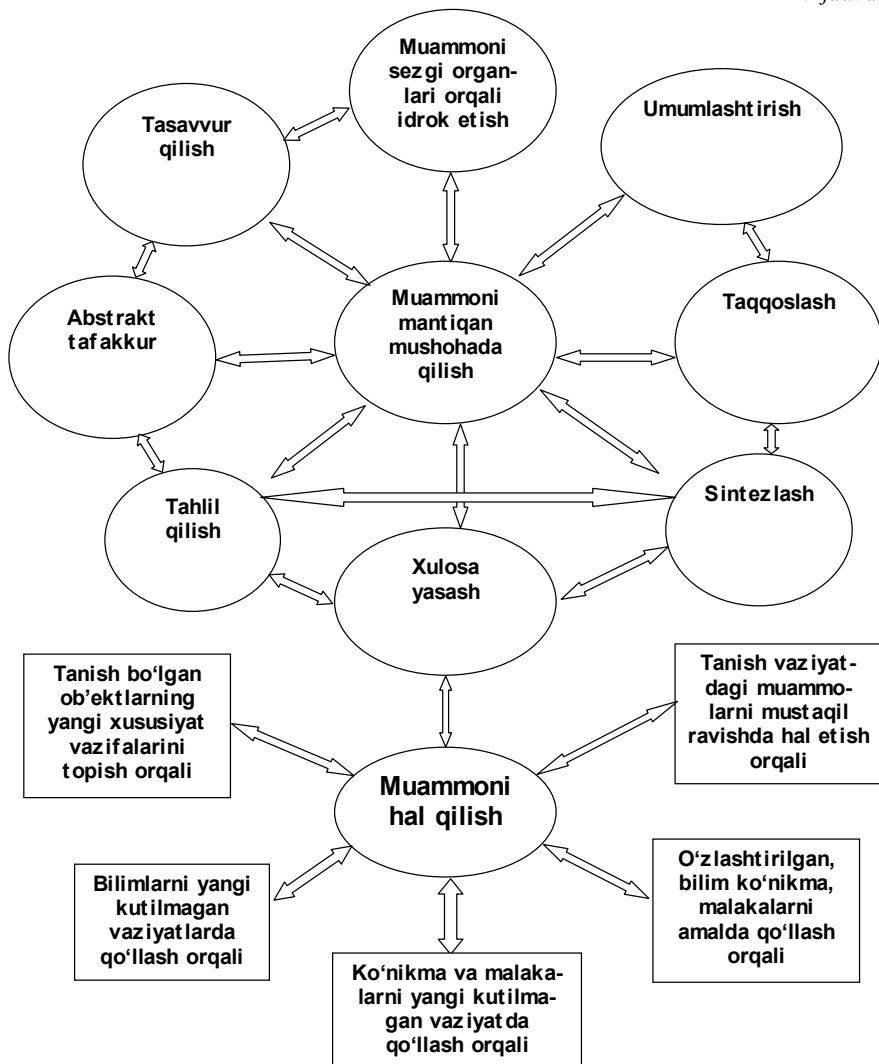 Muammoni
sezgi organ-
lari orqali
idrok etish
Tasavvur
qilish
Umumlashtirish
Abstrakt
tafakkur
Muammoni
mantiqan
mushohada
qilish
Taqqoslash
Tahlil
qilish
Sintezlash
Xulosa
yasash
Tanish bo‘lgan
ob’ektlarning
yangi xususiyat
vazifalarini
topish orqali
Tanish vaziyat-
dagi muammo-
larni mustaqil
ravishda hal etish
orqali
Muammoni
hal qilish
Bilimlarni yangi
kutilmagan
vaziyatlarda
qo‘llash orqali
O‘zlashtirilgan,
bilim ko‘nikma,
malakalarni
amalda qo‘llash
orqali
Ko‘nikma va malaka-
larni yangi kutilma-
gan vaziyatda
qo‘llash orqali